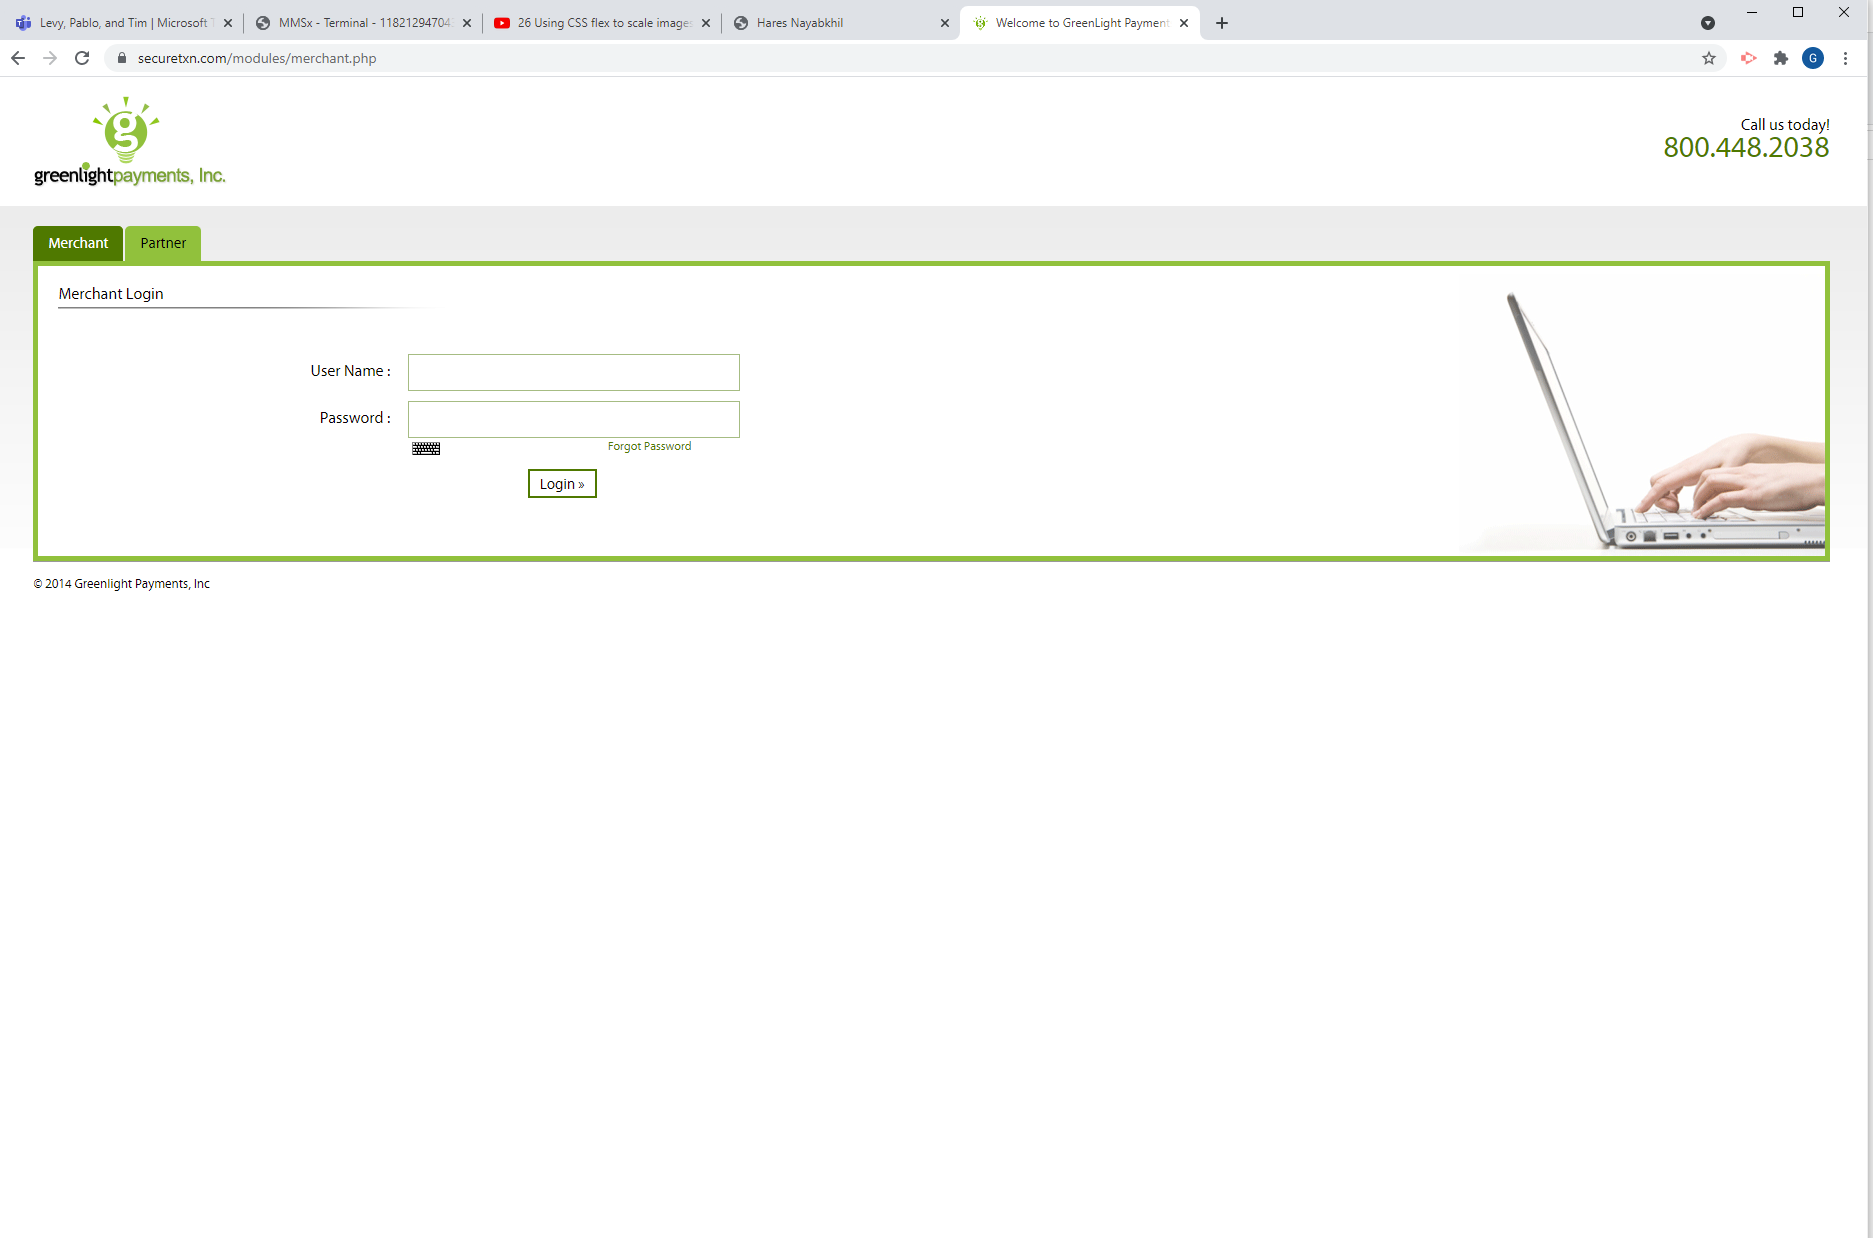 Levy, Pablo, and Tim | Microsoft T
MMSx - Terminal - 11821294704
26 Using CSS flex to scale images
Hares Nayabkhil
Welcome to GreenLight Payment
securetxn.com/modules/merchant.php
G
g
greenlightpayments, Inc.
Call us today!
800.448.2038
Merchant
Partner
Merchant Login
User Name :
Password :
Forgot Password
Login »
© 2014 Greenlight Payments, Inc